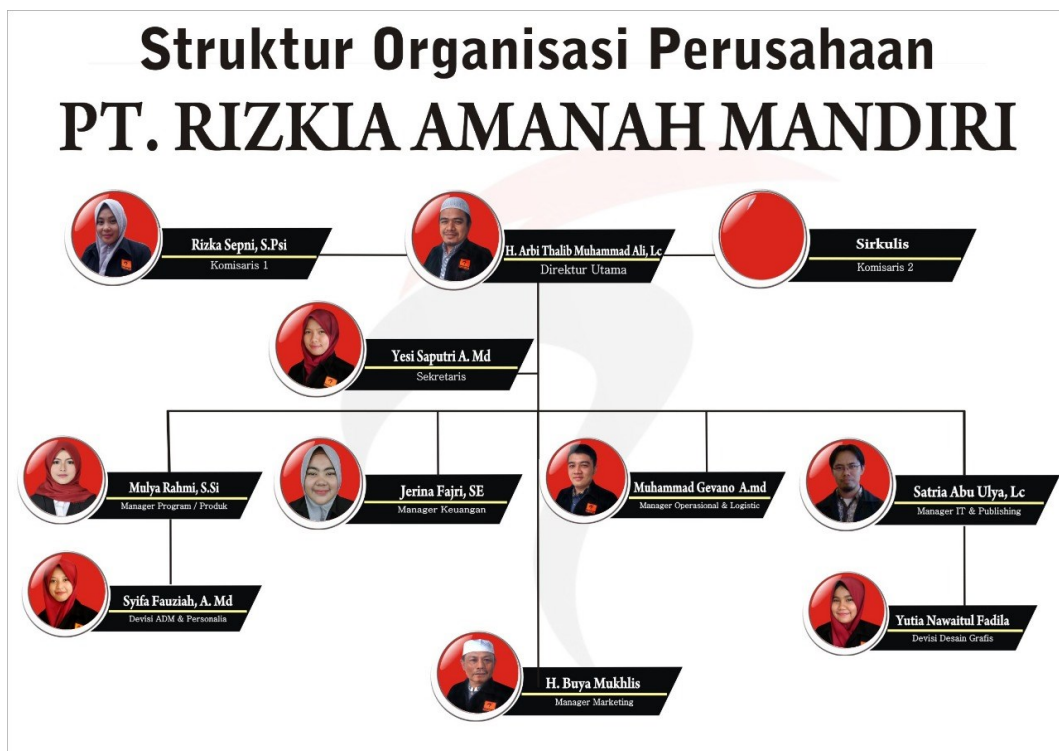 Struktur Organisasi Perusahaan
PT. RIZKIA AMANAH MANDIRI
Rizka Sepni, S.Psi
Komisaris 1
H. Arbi Thalib Muhammad Ali, Lc
Direktur Utama
Sirkulis
Komisaris 2
Yesi Saputri A. Md
Sekretaris
Mulya Rahmi, S.Si
Manager Program / Produk
Jerina Fajri, SE
Manager Keuangan
Muhammad Gevano A.md
Manager Operasional & Logistic
Satria Abu Ulya, Lc
Manager IT & Publishing
Syifa Fauziah, A. Md
Devisi ADM & Personalia
Yutia Nawaitul Fadila
Devisi Desain Grafis
H. Buya Mukhlis
Manager Marketing